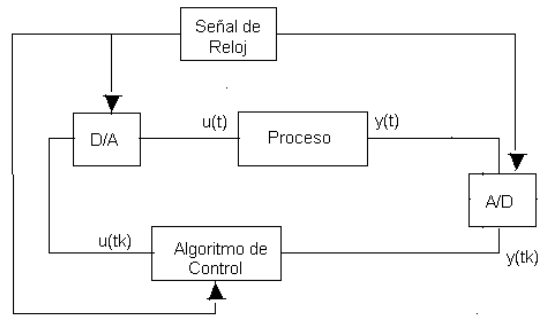 Señal de
Reloj
D/A
u(t)
Proceso
y(t)
A/D
u(tk)
Algoritmo de
Control
y(tk)